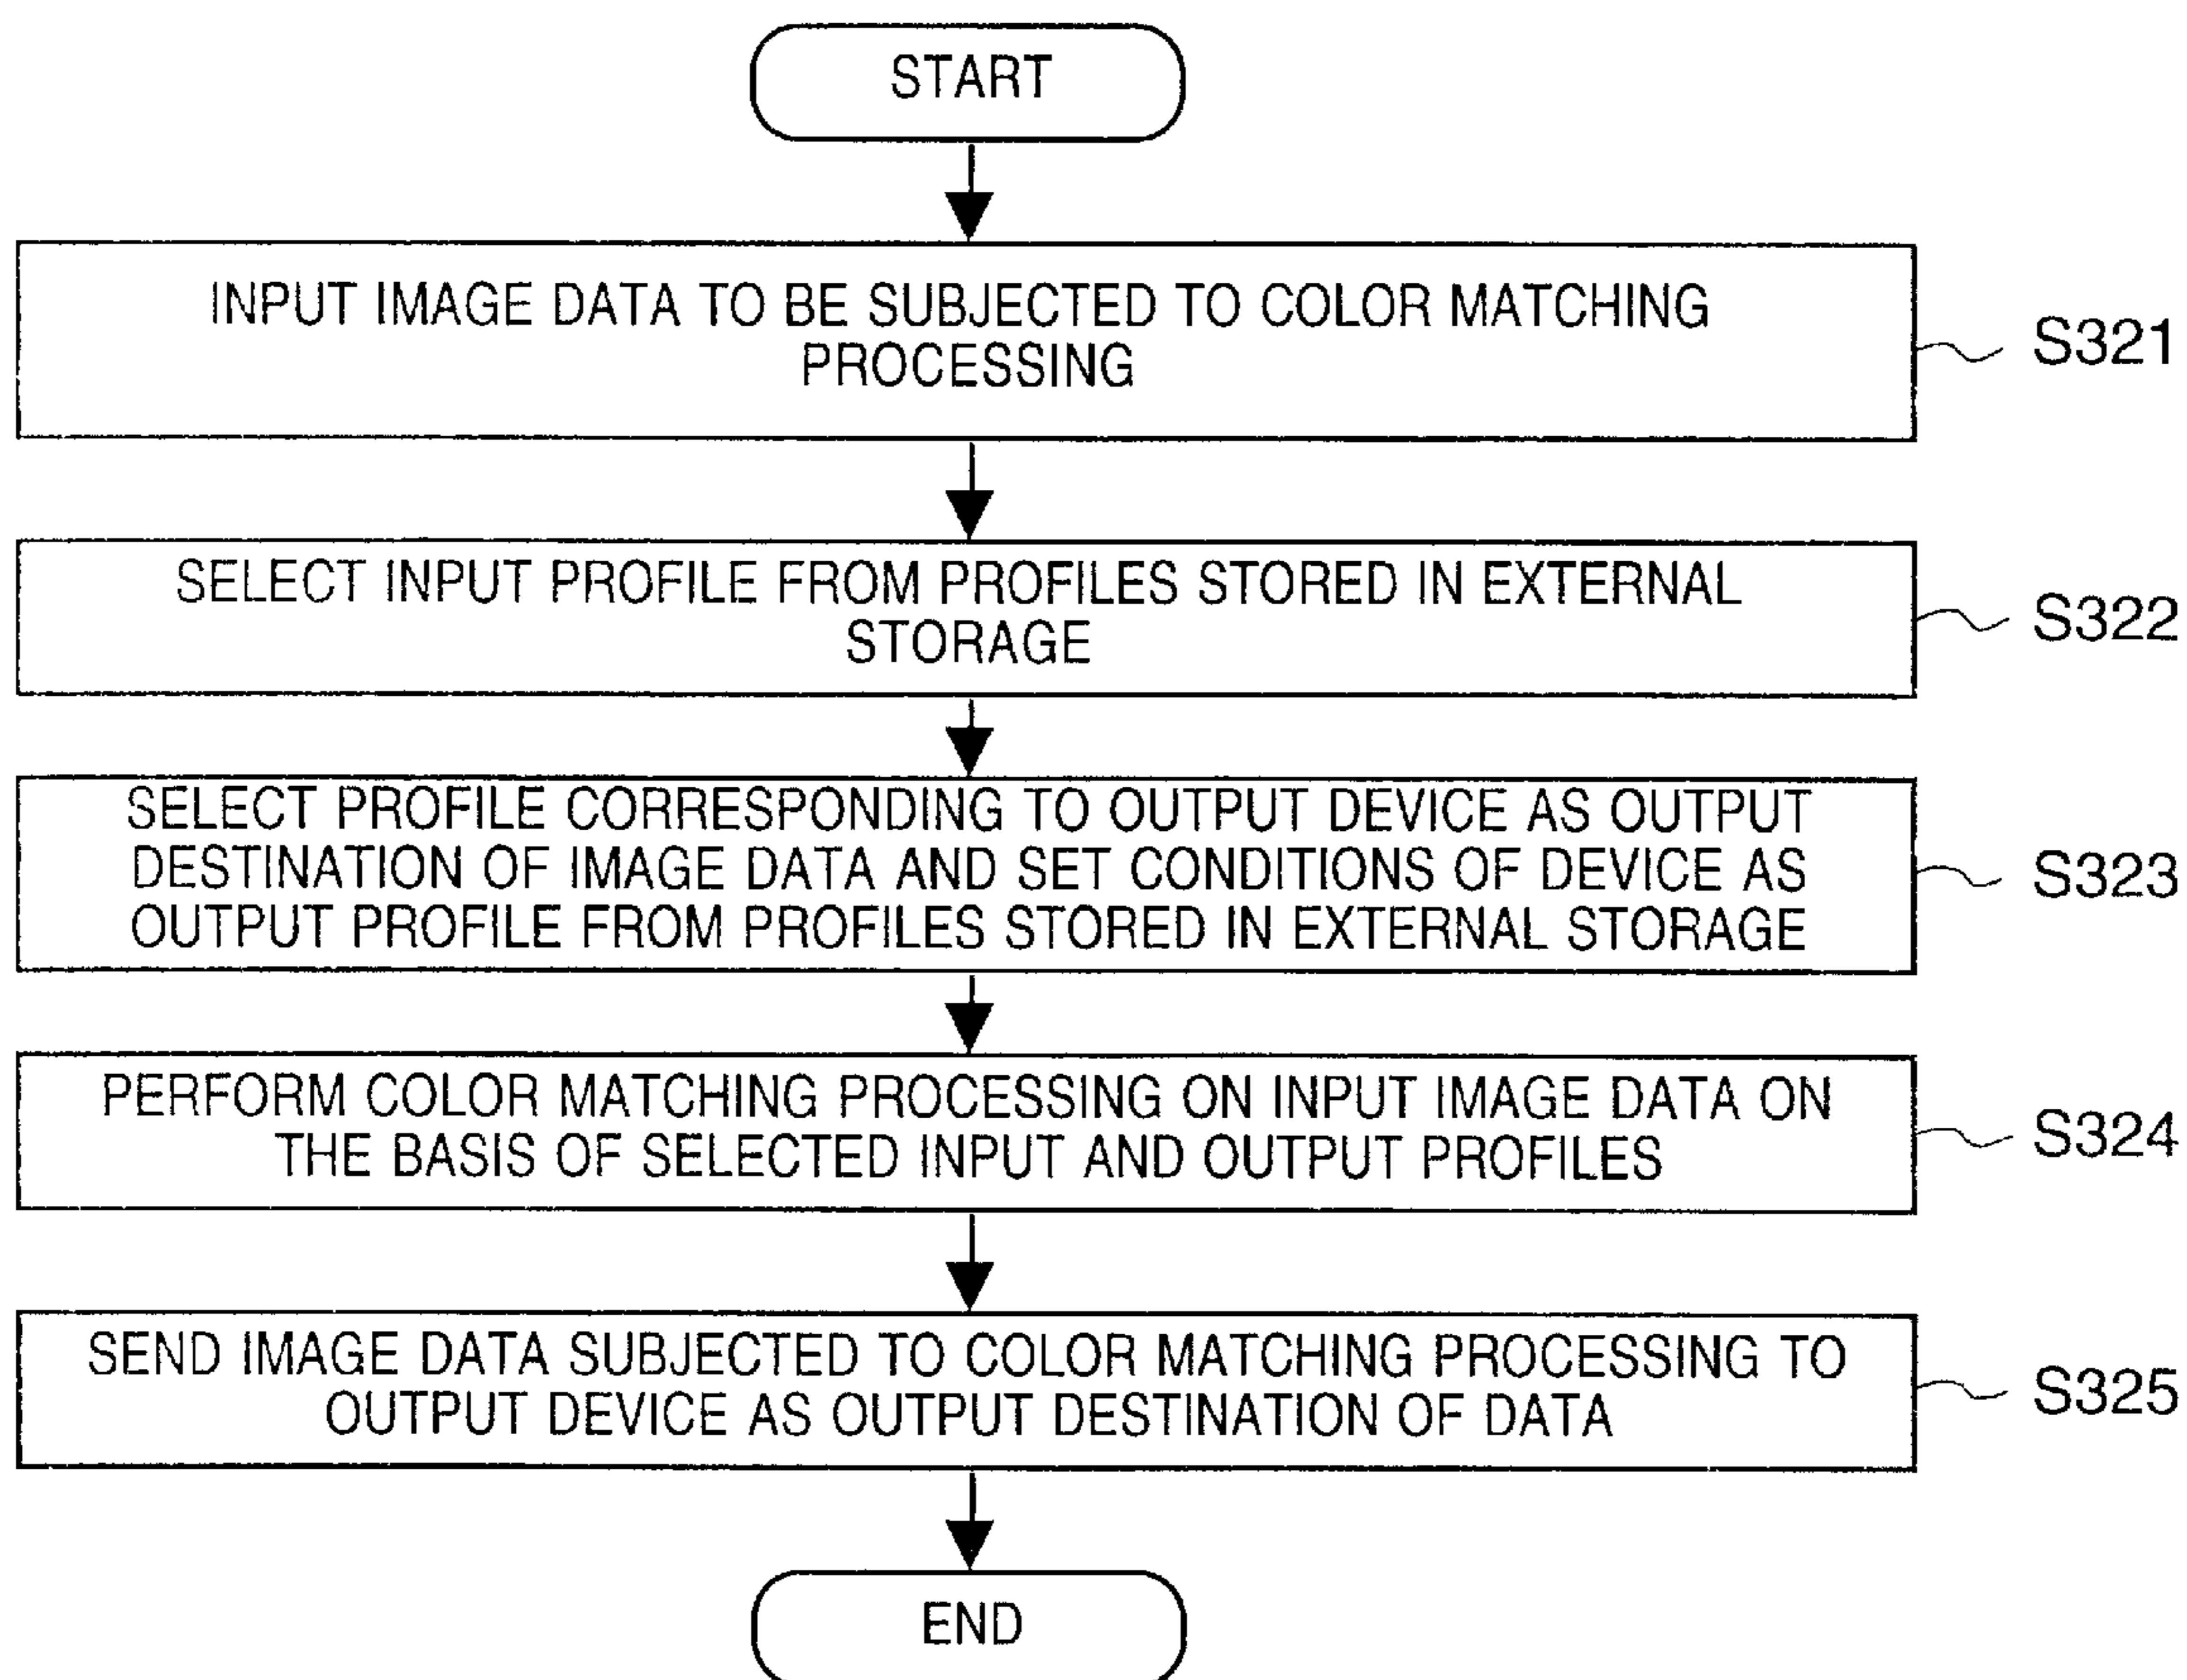 START
INPUT IMAGE DATA TO BE SUBJECTED TO COLOR MATCHING
PROCESSING
S321
SELECT INPUT PROFILE FROM PROFILES STORED IN EXTERNAL
STORAGE
S322
SELECT PROFILE CORRESPONDING TO OUTPUT DEVICE AS OUTPUT
DESTINATION OF IMAGE DATA AND SET CONDITIONS OF DEVICE AS
OUTPUT PROFILE FROM PROFILES STORED IN EXTERNAL STORAGE
S323
PERFORM COLOR MATCHING PROCESSING ON INPUT IMAGE DATA ON
THE BASIS OF SELECTED INPUT AND OUTPUT PROFILES
S324
SEND IMAGE DATA SUBJECTED TO COLOR MATCHING PROCESSING TO
OUTPUT DEVICE AS OUTPUT DESTINATION OF DATA
S325
END